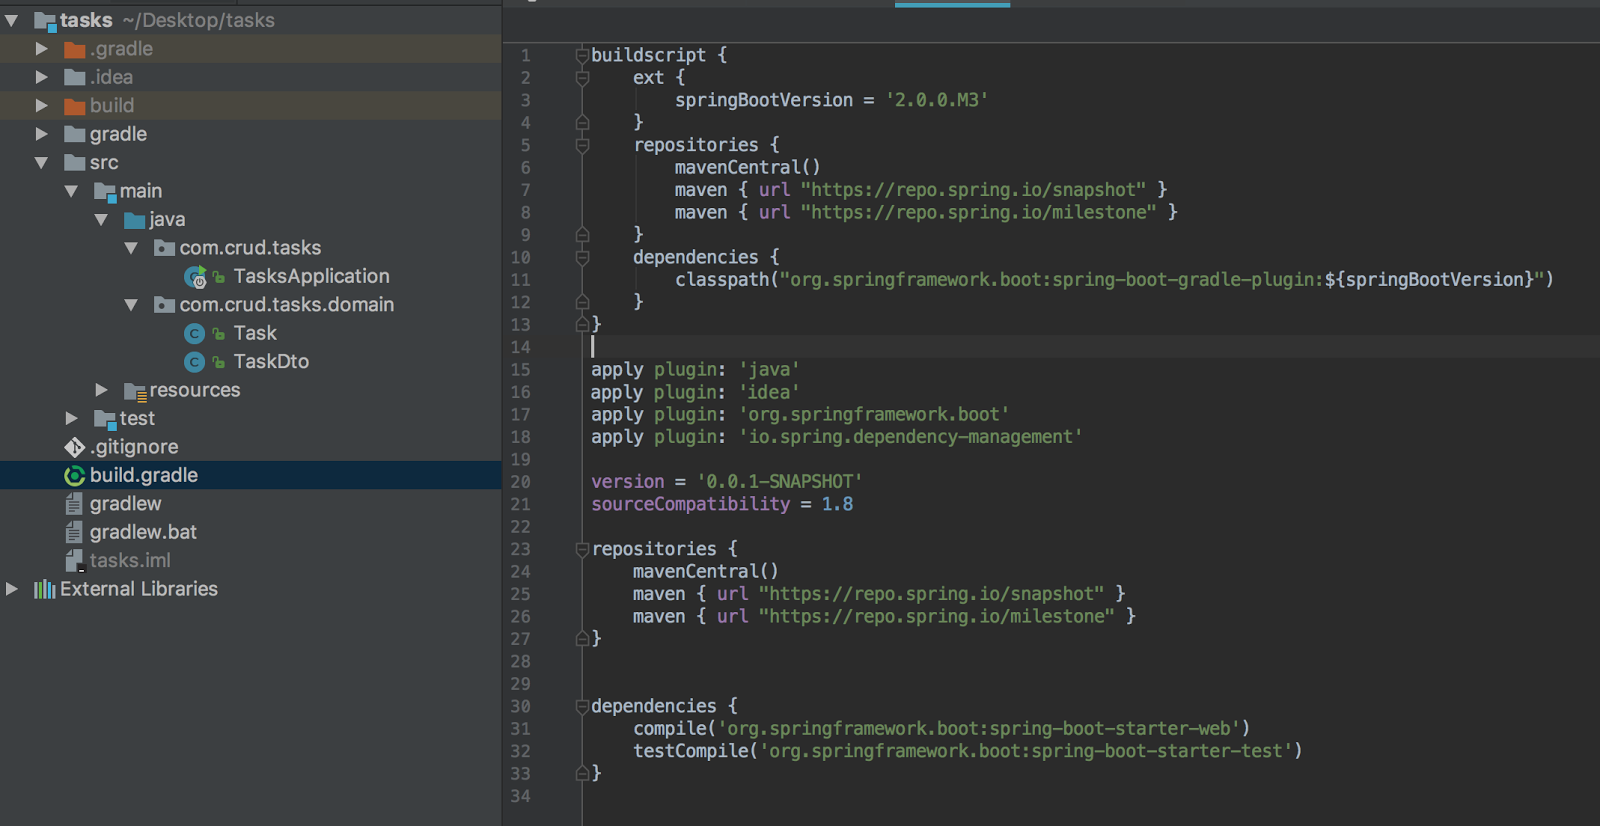 tasks ~/Desktop/tasks
.gradle
.idea
build
gradle
src
main
java
com.crud.tasks
TasksApplication
com.crud.tasks.domain
Task
TaskDto
resources
test
.gitignore
build.gradle
gradlew
gradlew.bat
tasks.iml
External Libraries
1 buildscript {
2 ext {
3 springBootVersion = '2.0.0.M3'
4 }
5 repositories {
6 mavenCentral()
7 maven { url "https://repo.spring.io/snapshot" }
8 maven { url "https://repo.spring.io/milestone" }
9 }
10 dependencies {
11 classpath("org.springframework.boot:spring-boot-gradle-plugin:${springBootVersion}")
12 }
13 }
14
15 apply plugin: 'java'
16 apply plugin: 'idea'
17 apply plugin: 'org.springframework.boot'
18 apply plugin: 'io.spring.dependency-management'
19
20 version = '0.0.1-SNAPSHOT'
21 sourceCompatibility = 1.8
22
23 repositories {
24 mavenCentral()
25 maven { url "https://repo.spring.io/snapshot" }
26 maven { url "https://repo.spring.io/milestone" }
27 }
28
29
30 dependencies {
31 compile('org.springframework.boot:spring-boot-starter-web')
32 testCompile('org.springframework.boot:spring-boot-starter-test')
33 }
34